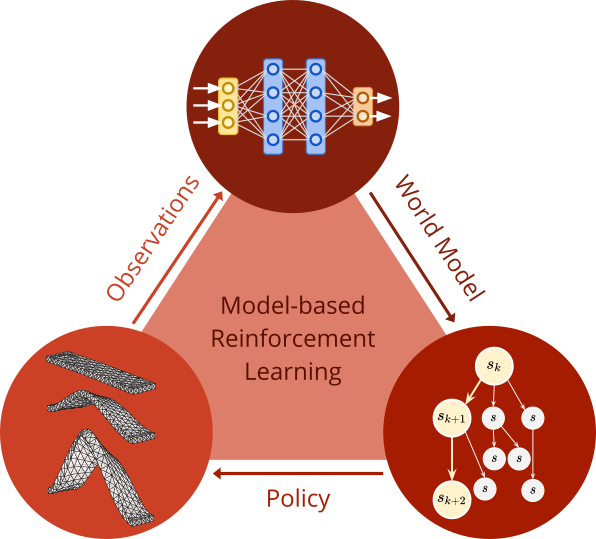 Observations
World Model
Model-based
Reinforcement
Learning
s_k
s_{k+1} s s
s s
s_{k+2} s s
Policy